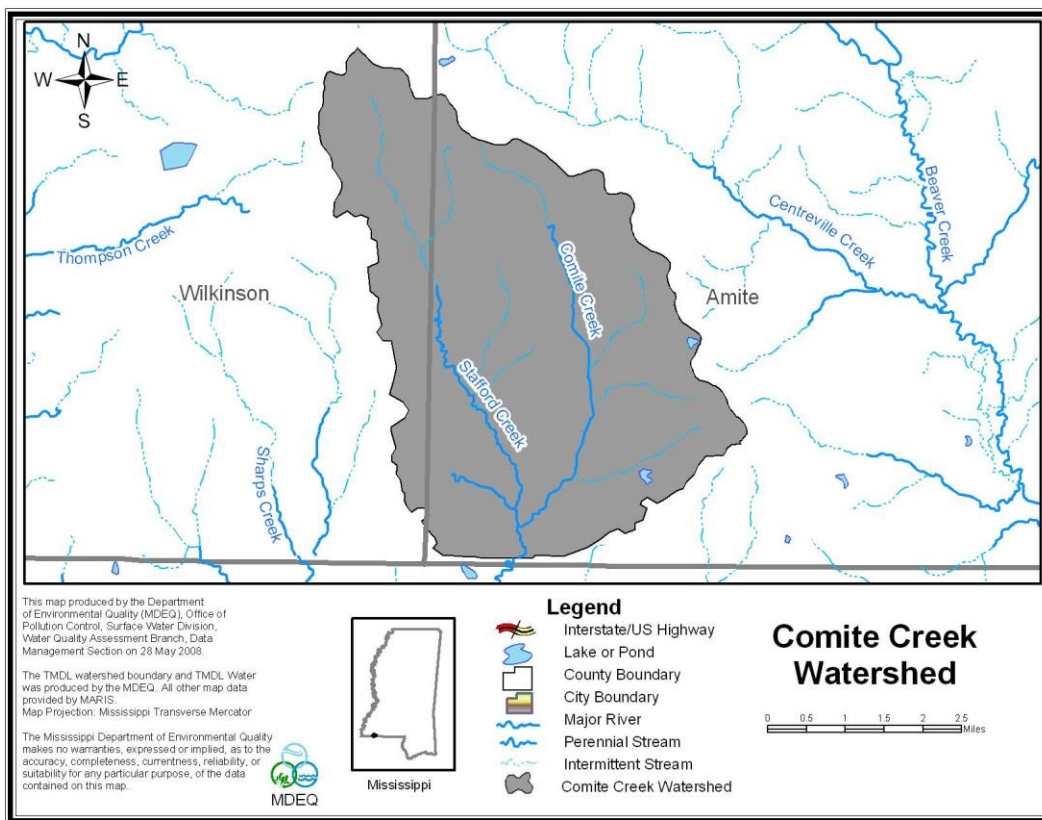 N
W E
S
Beaver Creek
Centreville Creek
Thompson Creek
Comite Creek
Wilkinson
Amite
Stafford Creek
Sharps Creek
This map produced by the Department
of Environmental Quality (MDEQ), Office of
Pollution Control, Surface Water Division,
Water Quality Assessment Branch, Data
Management Section on 28 May 2008.
The TMDL watershed boundary and TMDL Water
was produced by the MDEQ. All other map data
provided by MARIS.
Map Projection: Mississippi Transverse Mercator
The Mississippi Department of Environmental Quality
makes no warranties, expressed or implied, as to the
accuracy, completeness, currentness, reliability, or
suitability for any particular purpose, of the data
contained on this map.
MDEQ
Mississippi
Legend
Interstate/US Highway
Lake or Pond
County Boundary
City Boundary
Major River
Perennial Stream
Intermittent Stream
Comite Creek Watershed
Comite Creek
Watershed
0 0.5 1 1.5 2 2.5
Miles